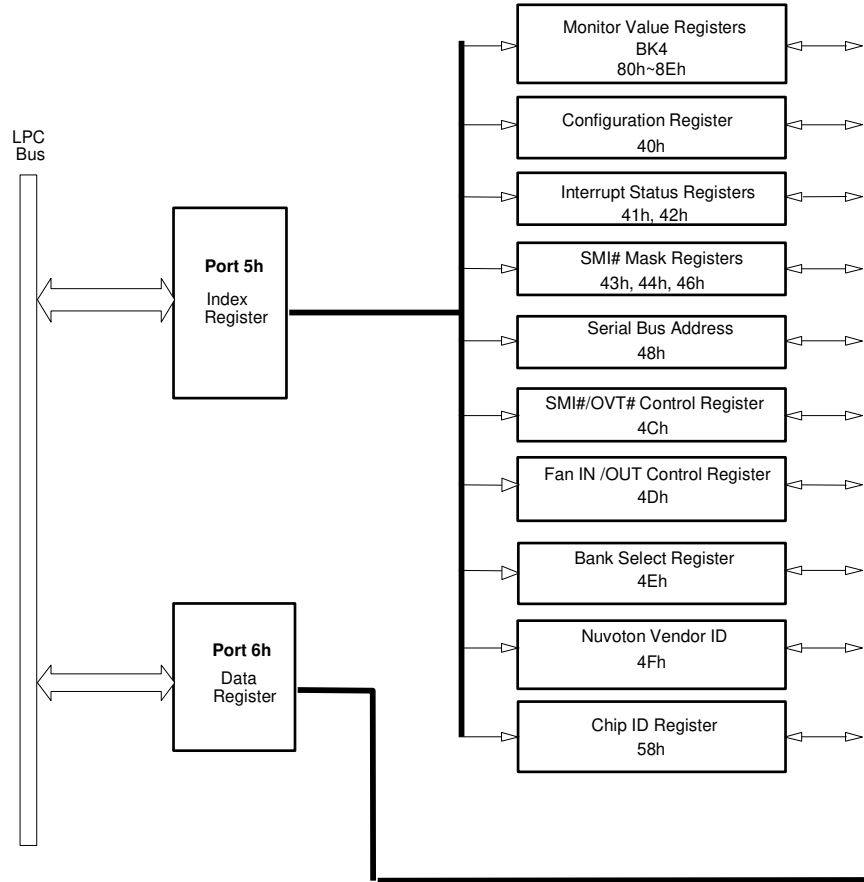 LPC
Bus
Port 5h
Index
Register
Port 6h
Data
Register
Monitor Value Registers
BK4
80h~8Eh
Configuration Register
40h
Interrupt Status Registers
41h, 42h
SMI# Mask Registers
43h, 44h, 46h
Serial Bus Address
48h
SMI#/OVT# Control Register
4Ch
Fan IN /OUT Control Register
4Dh
Bank Select Register
4Eh
Nuvoton Vendor ID
4Fh
Chip ID Register
58h